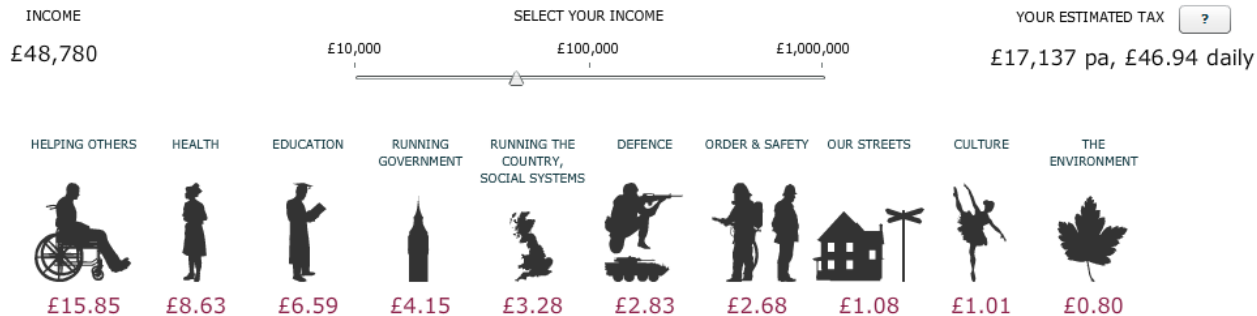 INCOME
SELECT YOUR INCOME
YOUR ESTIMATED TAX ?
£48,780
£10,000 £100,000 £1,000,000
£17,137 pa, £46.94 daily
HELPING OTHERS
HEALTH
EDUCATION
RUNNING
GOVERNMENT
RUNNING THE
COUNTRY,
SOCIAL SYSTEMS
DEFENCE
ORDER & SAFETY
OUR STREETS
CULTURE
THE
ENVIRONMENT
£15.85 £8.63 £6.59 £4.15 £3.28 £2.83 £2.68 £1.08 £1.01 £0.80